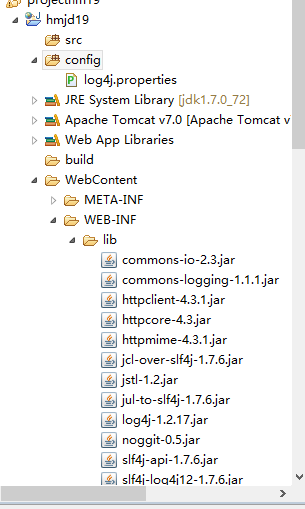 projecthm19
hmjd19
src
config
log4j.properties
JRE System Library [jdk1.7.0_72]
Apache Tomcat v7.0 [Apache Tomcat v
Web App Libraries
build
WebContent
META-INF
WEB-INF
lib
commons-io-2.3.jar
commons-logging-1.1.1.jar
httpclient-4.3.1.jar
httpcore-4.3.jar
httpmime-4.3.1.jar
jcl-over-slf4j-1.7.6.jar
jstl-1.2.jar
jul-to-slf4j-1.7.6.jar
log4j-1.2.17.jar
noggit-0.5.jar
slf4j-api-1.7.6.jar
slf4j-log4j12-1.7.6.jar